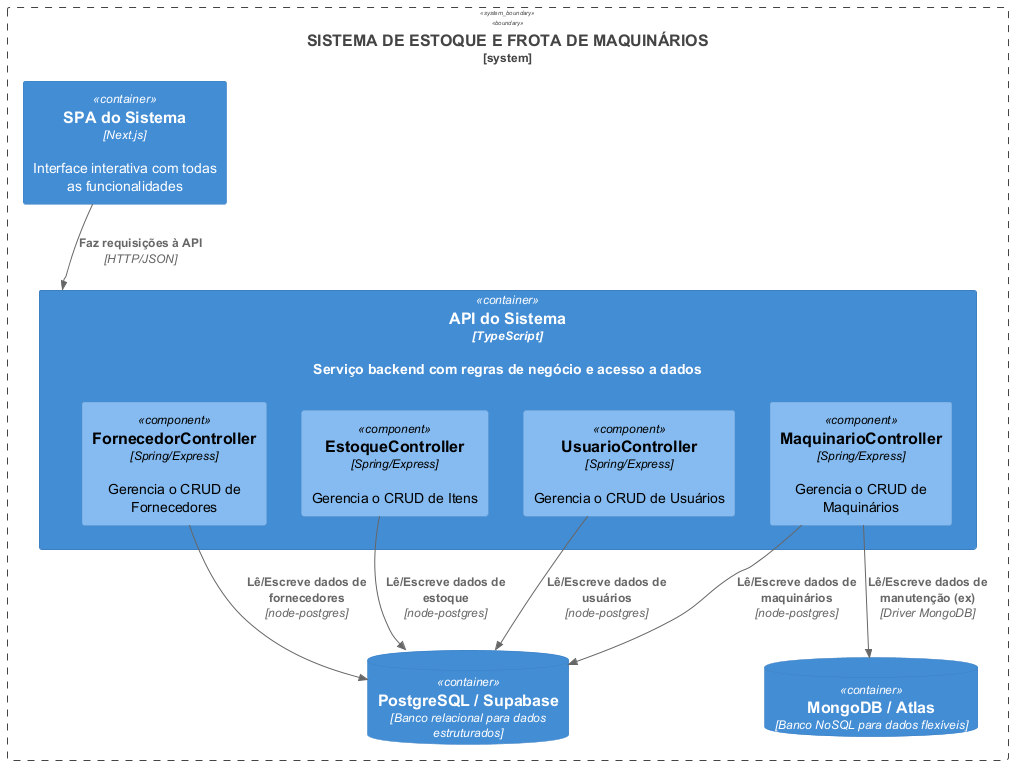 «system_boundary»
«boundary»
SISTEMA DE ESTOQUE E FROTA DE MAQUINÁRIOS
[system]
«container»
SPA do Sistema
[Next.js]
Interface interativa com todas
as funcionalidades
Faz requisições à API
[HTTP/JSON]
«container»
API do Sistema
[TypeScript]
Serviço backend com regras de negócio e acesso a dados
«component»
FornecedorController
[Spring/Express]
Gerencia o CRUD de
Fornecedores
«component»
EstoqueController
[Spring/Express]
Gerencia o CRUD de Itens
«component»
UsuarioController
[Spring/Express]
Gerencia o CRUD de Usuários
«component»
MaquinarioController
[Spring/Express]
Gerencia o CRUD de
Maquinários
Lê/Escreve dados de
fornecedores
[node-postgres]
Lê/Escreve dados de
estoque
[node-postgres]
Lê/Escreve dados de
usuários
[node-postgres]
Lê/Escreve dados de
maquinários
[node-postgres]
Lê/Escreve dados de
manutenção (ex)
[Driver MongoDB]
«container»
PostgreSQL / Supabase
[Banco relacional para dados
estruturados]
«container»
MongoDB / Atlas
[Banco NoSQL para dados flexíveis]